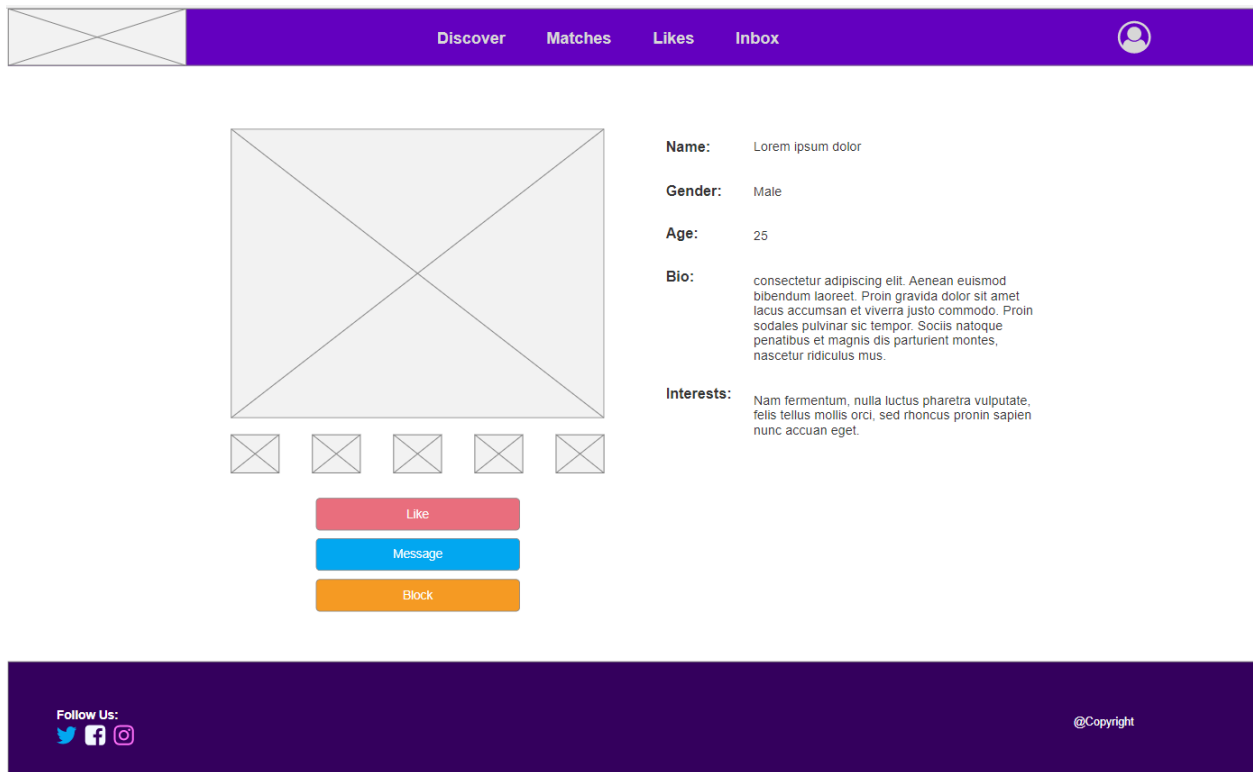 Discover Matches Likes Inbox
Name: Lorem ipsum dolor
Gender: Male
Age: 25
Bio: consectetur adipiscing elit. Aenean euismod
bibendum laoreet. Proin gravida dolor sit amet
lacus accumsan et viverra justo commodo. Proin
sodales pulvinar sic tempor. Sociis natoque
penatibus et magnis dis parturient montes,
nascetur ridiculus mus.
Interests: Nam fermentum, nulla luctus pharetra vulputate,
felis tellus mollis orci, sed rhoncus pronin sapien
nunc accuan eget.
Like
Message
Block
Follow Us:
@Copyright